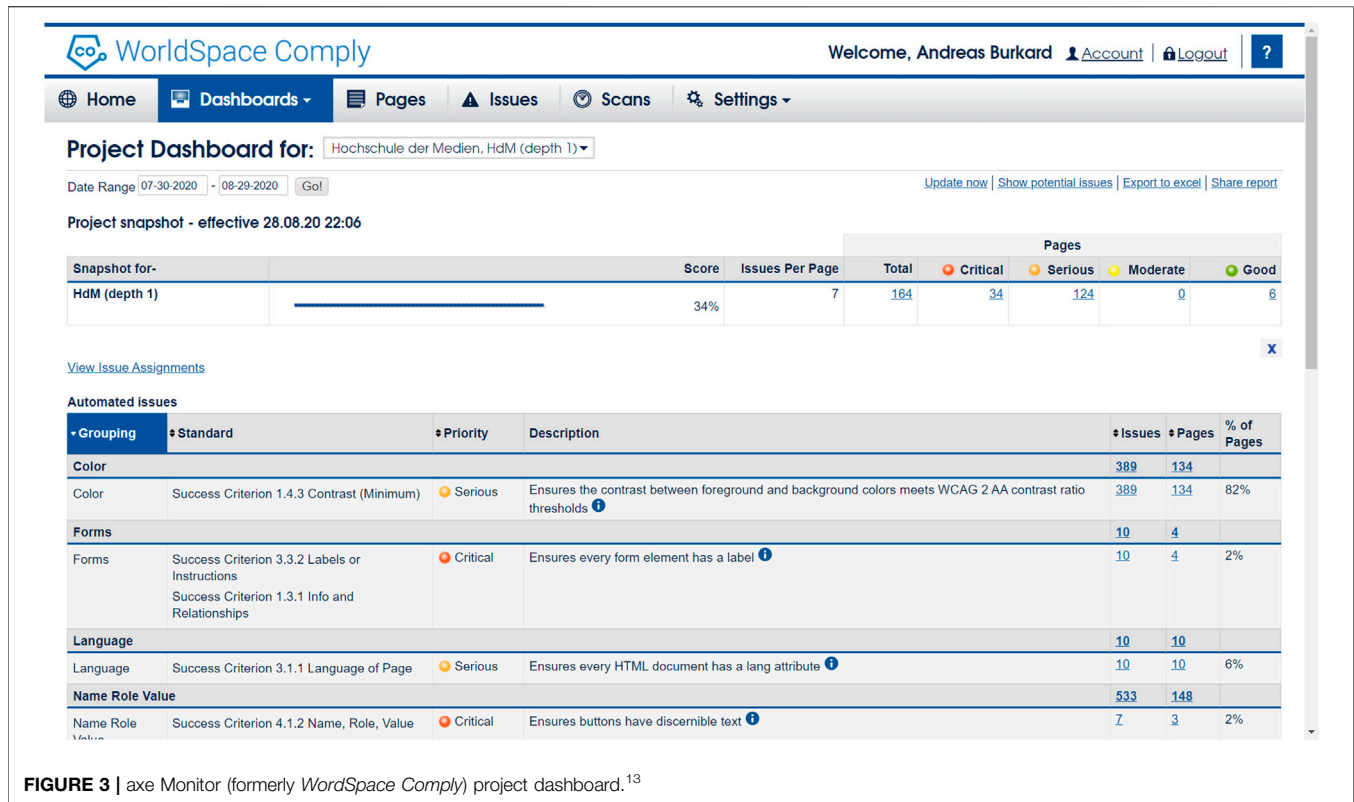 co. WorldSpace Comply
Welcome, Andreas Burkard Account | Logout ?
Home Dashboards Pages Issues Scans Settings
Project Dashboard for: Hochschule der Medien, HdM (depth 1)
Date Range 07-30-2020 - 08-29-2020 Go!
Update now | Show potential issues | Export to excel | Share report
Project snapshot - effective 28.08.20 22:06
Pages
Snapshot for- Score Issues Per Page Total Critical Serious Moderate Good
HdM (depth 1) 34% 7 164 34 124 0 6
X
View Issue Assignments
Automated issues
Grouping Standard Priority Description Issues Pages % of
Pages
Color 389 134
Color Success Criterion 1.4.3 Contrast (Minimum) Serious Ensures the contrast between foreground and background colors meets WCAG 2 AA contrast ratio 389 134 82%
thresholds
Forms 10 4
Forms Success Criterion 3.3.2 Labels or Critical Ensures every form element has a label 10 4 2%
Instructions
Success Criterion 1.3.1 Info and
Relationships
Language 10 10
Language Success Criterion 3.1.1 Language of Page Serious Ensures every HTML document has a lang attribute 10 10 6%
Name Role Value 533 148
Name Role Success Criterion 4.1.2 Name, Role, Value Critical Ensures buttons have discernible text 7 3 2%
Value
FIGURE 3 | axe Monitor (formerly WordSpace Comply) project dashboard.13